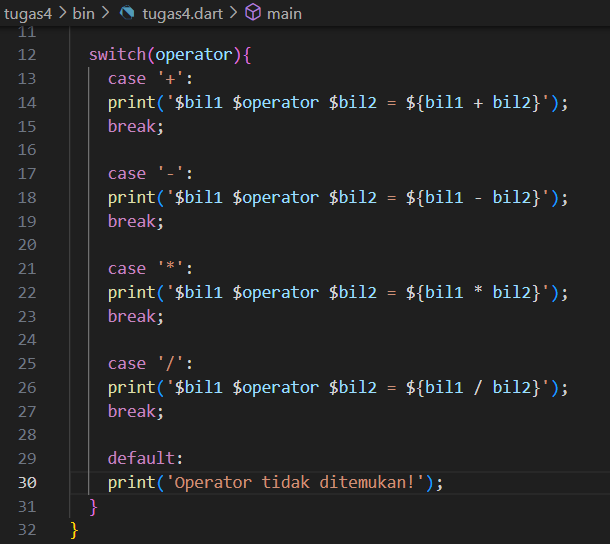 tugas4 > bin > tugas4.dart > main
11
12 switch(operator){
13 case '+':
14 print('$bil1 $operator $bil2 = ${bil1 + bil2}');
15 break;
16
17 case '-':
18 print('$bil1 $operator $bil2 = ${bil1 - bil2}');
19 break;
20
21 case '*':
22 print('$bil1 $operator $bil2 = ${bil1 * bil2}');
23 break;
24
25 case '/':
26 print('$bil1 $operator $bil2 = ${bil1 / bil2}');
27 break;
28
29 default:
30 print('Operator tidak ditemukan!');
31 }
32 }